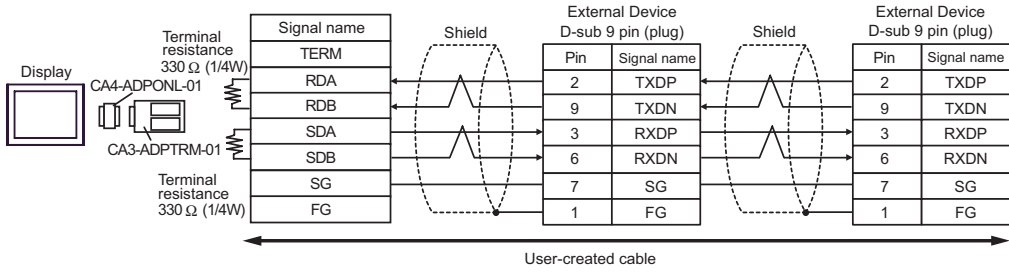 Display
CA4-ADPONL-01
CA3-ADPTRM-01
Terminal
resistance
330 Ω (1/4W)
Terminal
resistance
330 Ω (1/4W)
Signal name
TERM
RDA
RDB
SDA
SDB
SG
FG
Shield
External Device
D-sub 9 pin (plug)
Pin Signal name
2 TXDP
9 TXDN
3 RXDP
6 RXDN
7 SG
1 FG
Shield
External Device
D-sub 9 pin (plug)
Pin Signal name
2 TXDP
9 TXDN
3 RXDP
6 RXDN
7 SG
1 FG
User-created cable